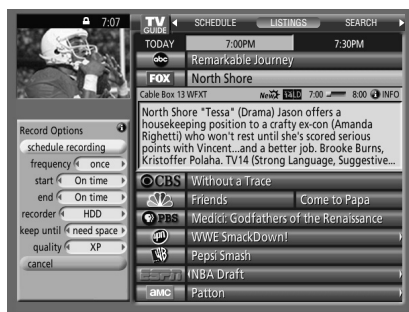 7:07
TV GUIDE
SCHEDULE LISTINGS SEARCH
TODAY 7:00PM 7:30PM
abc Remarkable Journey
FOX North Shore
Cable Box 13 WFXT New 7:00 8:00 INFO
North Shore "Tessa" (Drama) Jason offers a
housekeeping position to a crafty ex-con (Amanda
Righetti) who won't rest until she's scored serious
points with Vincent...and a better job. Brooke Burns,
Kristoffer Polaha. TV14 (Strong Language, Suggestive...
Record Options
schedule recording
frequency once
start On time
end On time
recorder HDD
keep until need space
quality XP
cancel
CBS Without a Trace
Friends Come to Papa
PBS Medici: Godfathers of the Renaissance
UPN WWE SmackDown!
WB Pepsi Smash
ESPN NBA Draft
amc Patton